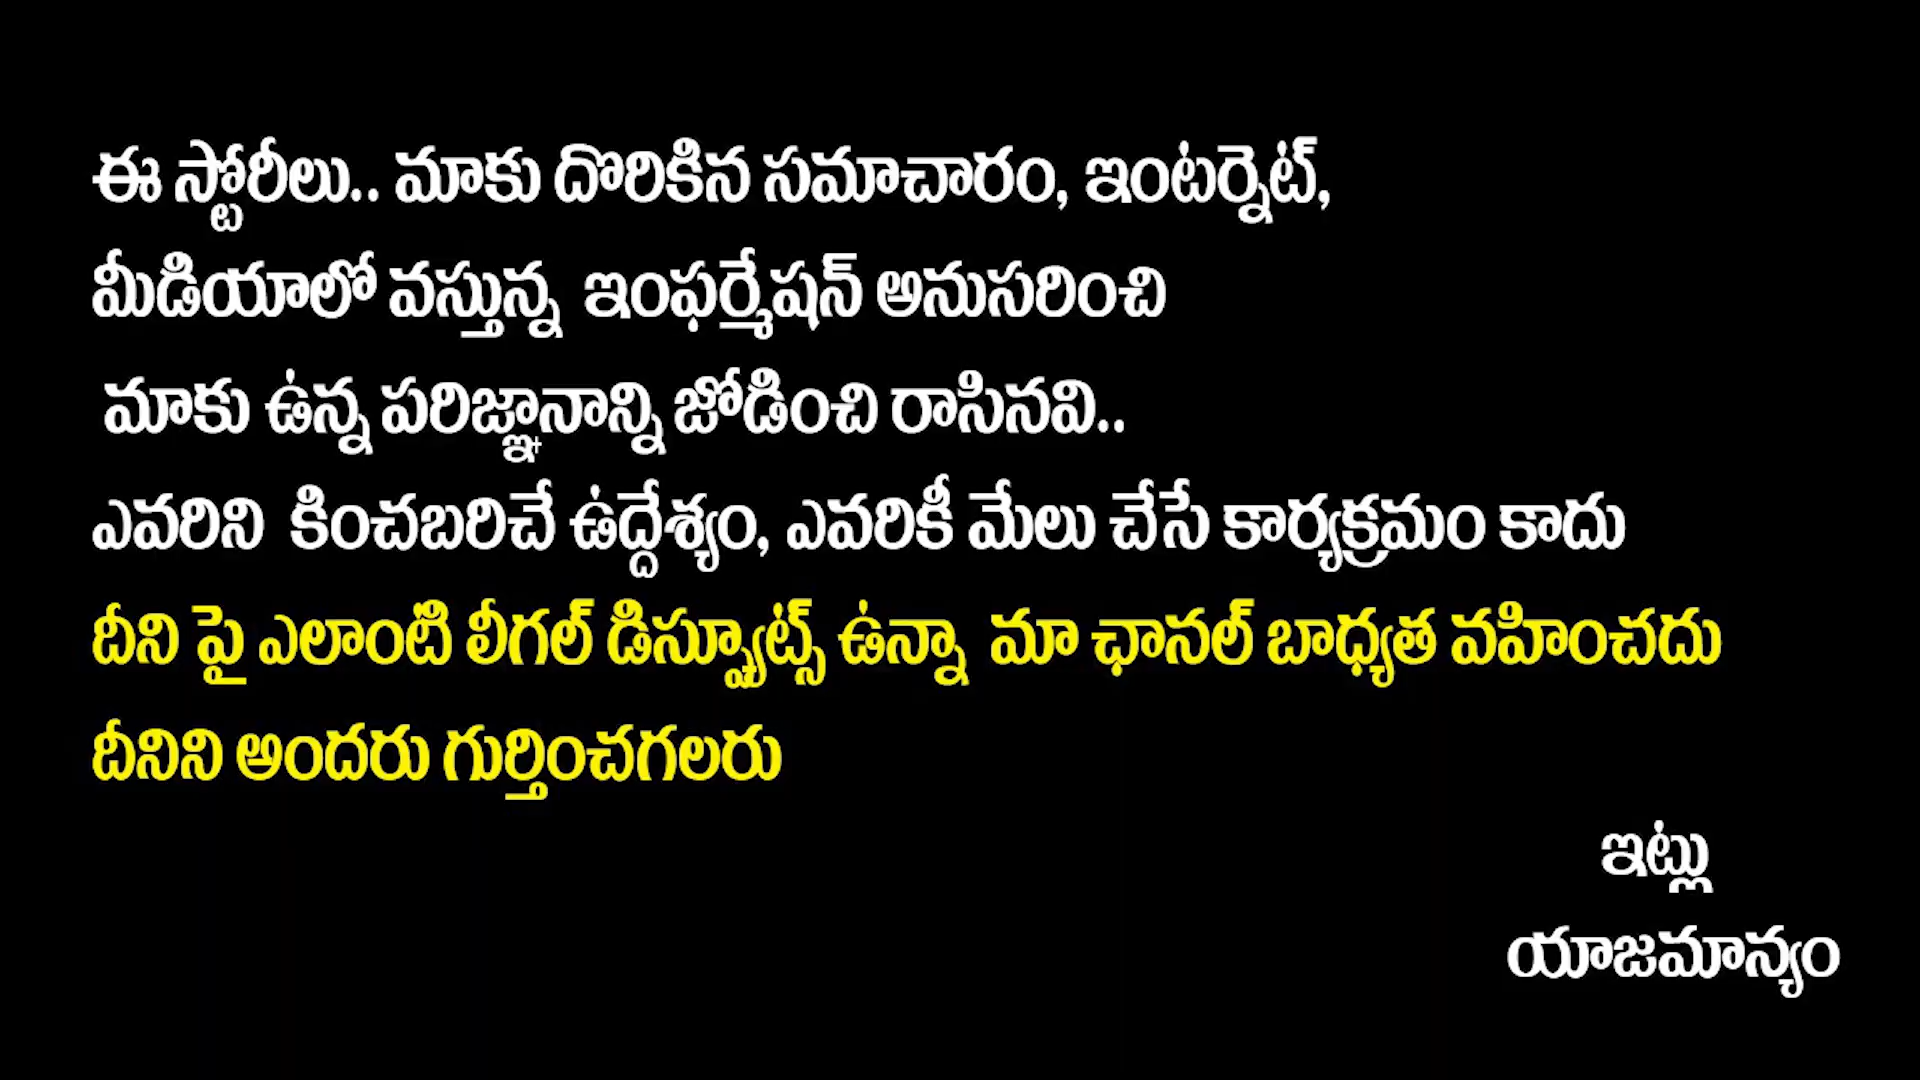 ఈ స్టోరీలు.. మాకు దొరికిన సమాచారం, ఇంటర్నెట్,
మీడియాలో వస్తున్న ఇంఫర్మేషన్ అనుసరించి
మాకు ఉన్న పరిజ్ఞానాన్ని జోడించి రాసినవి..
ఎవరిని కించబరిచే ఉద్దేశ్యం, ఎవరికీ మేలు చేసే కార్యక్రమం కాదు
దీని పై ఎలాంటి లీగల్ డిస్ప్యూట్స్ ఉన్నా మా ఛానల్ బాధ్యత వహించదు
దీనిని అందరు గుర్తించగలరు
ఇట్లు
యాజమాన్యం